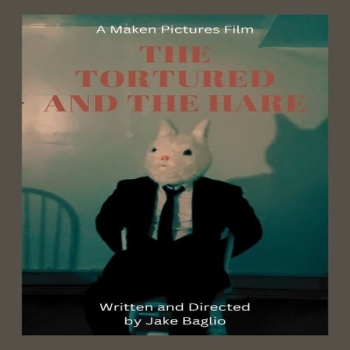 A Maken Pictures Film
THE
TORTURED
AND THE HARE
Written and Directed
by Jake Baglio